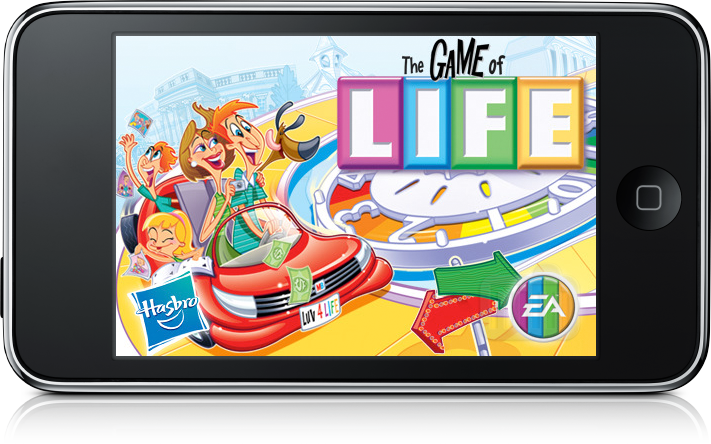 The GAME of
LIFE
Hasbro
LUV 4 LIFE
EA